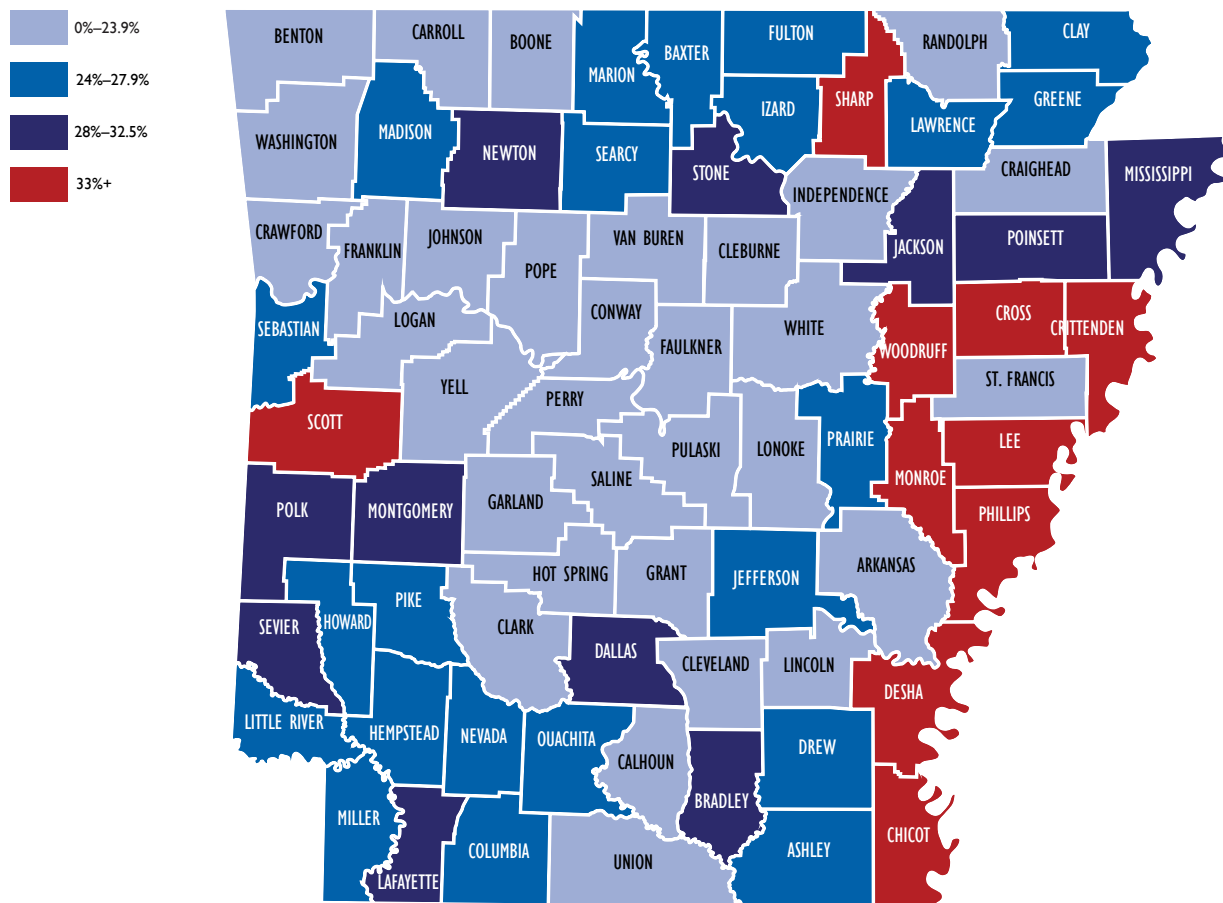 0%–23.9%
24%–27.9%
28%–32.5%
33%+
BENTON
CARROLL
BOONE
MARION
BAXTER
FULTON
RANDOLPH
CLAY
SHARP
IZARD
GREENE
LAWRENCE
WASHINGTON
MADISON
NEWTON
SEARCY
STONE
INDEPENDENCE
CRAIGHEAD
MISSISSIPPI
CRAWFORD
FRANKLIN
JOHNSON
POPE
VAN BUREN
CLEBURNE
JACKSON
POINSETT
SEBASTIAN
LOGAN
CONWAY
FAULKNER
WHITE
WOODRUFF
CROSS
CRITTENDEN
ST. FRANCIS
YELL
PERRY
SCOTT
PULASKI
LONOKE
PRAIRIE
LEE
MONROE
SALINE
GARLAND
POLK
MONTGOMERY
PHILLIPS
HOT SPRING
GRANT
JEFFERSON
ARKANSAS
PIKE
HOWARD
SEVIER
CLARK
DALLAS
CLEVELAND
LINCOLN
DESHA
LITTLE RIVER
HEMPSTEAD
NEVADA
OUACHITA
CALHOUN
DREW
BRADLEY
MILLER
LAFAYETTE
COLUMBIA
UNION
ASHLEY
CHICOT